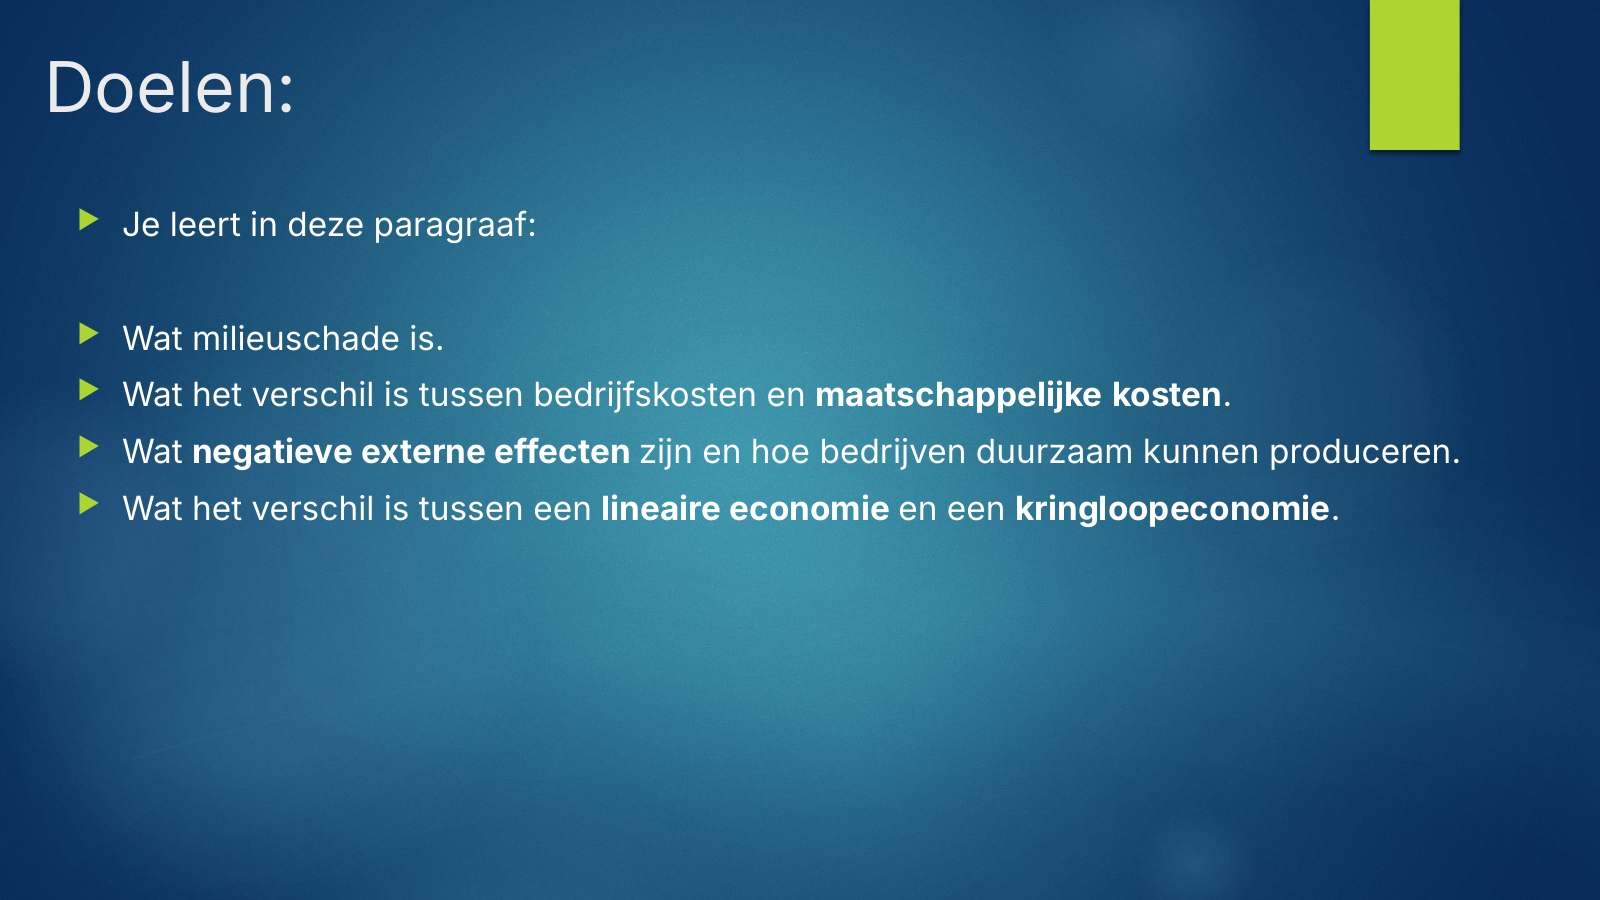 Doelen:
Je leert in deze paragraaf:
Wat milieuschade is.
Wat het verschil is tussen bedrijfskosten en maatschappelijke kosten.
Wat negatieve externe effecten zijn en hoe bedrijven duurzaam kunnen produceren.
Wat het verschil is tussen een lineaire economie en een kringloopeconomie.